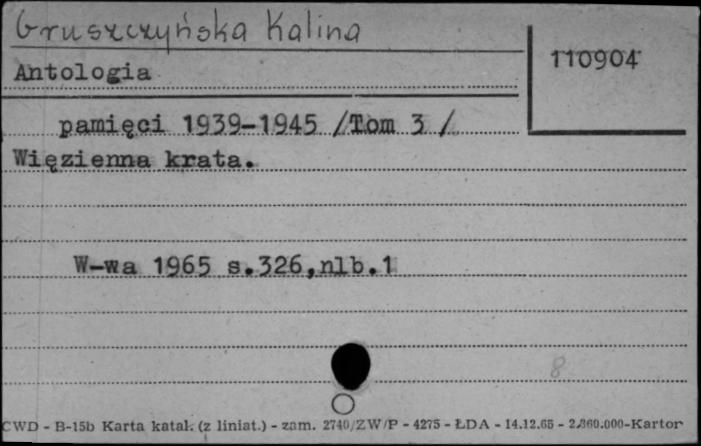 Gruszczyńska Kalina
110904
Antologia
pamięci 1939-1945 /Tom 3 /
Więzienna krata.
W-wa 1965 s.326,nlb.1
8
CWD - B-15b Karta katal. (z liniat.) - zam. 2740/ZW/P - 4275 - ŁDA - 14.12.65 - 2.860.000-Kartor